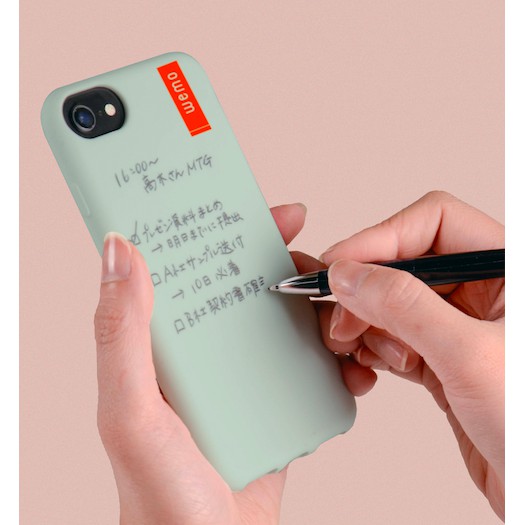 wemo
16:00〜
高木さんMTG
☑プレゼン資料まとめ
→明日までに提出
□A社サンプル送付
→10日必着
□B社契約書確